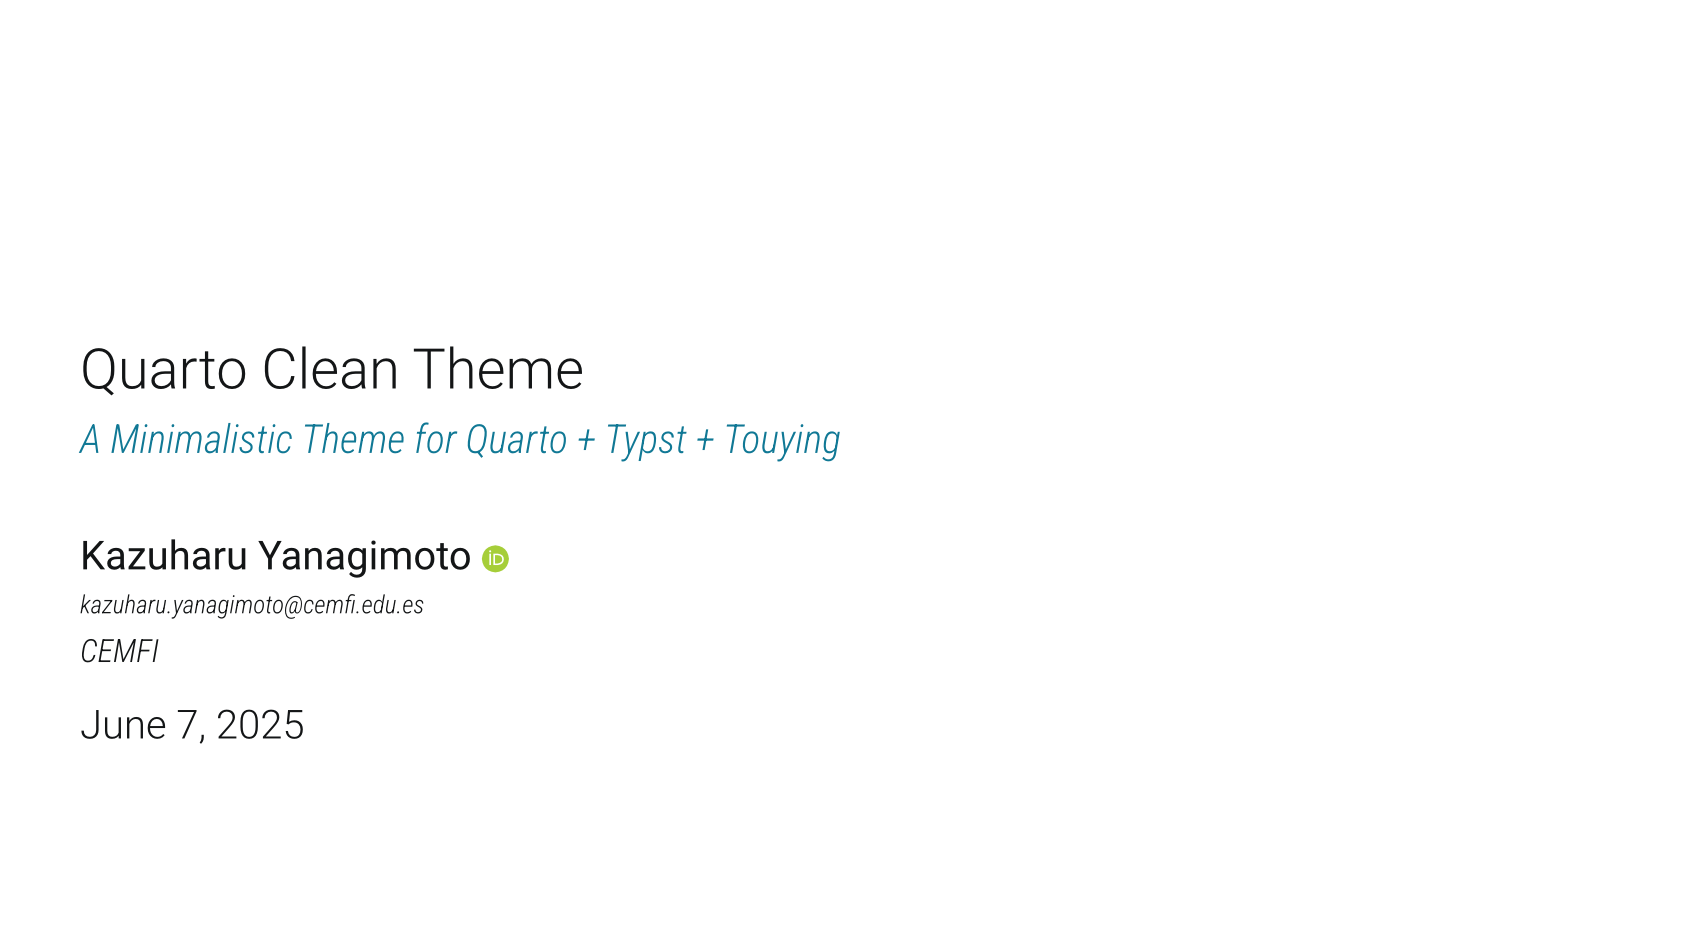 Quarto Clean Theme
A Minimalistic Theme for Quarto + Typst + Touying
Kazuharu Yanagimoto iD
kazuharu.yanagimoto@cemfi.edu.es
CEMFI
June 7, 2025